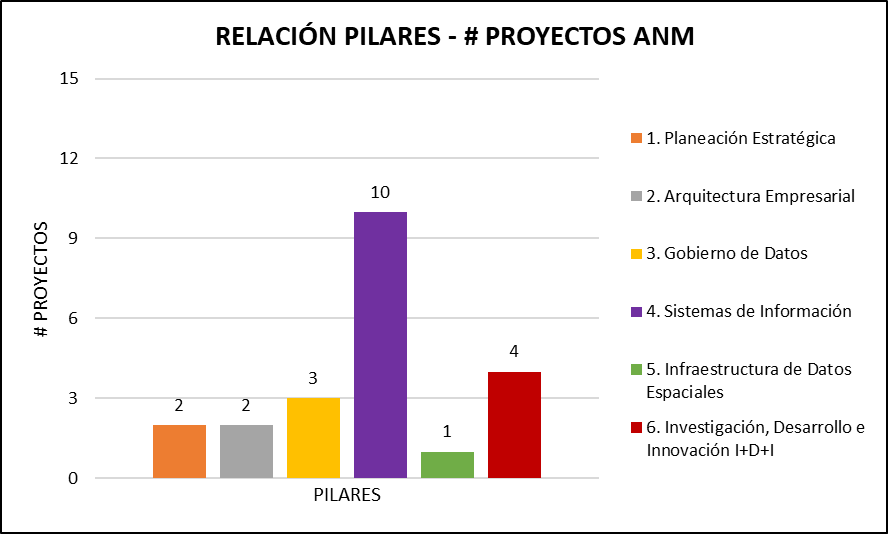 RELACIÓN PILARES - # PROYECTOS ANM
# PROYECTOS
15
12
9
6
3
0
2
2
3
10
1
4
PILARES
1. Planeación Estratégica
2. Arquitectura Empresarial
3. Gobierno de Datos
4. Sistemas de Información
5. Infraestructura de Datos
Espaciales
6. Investigación, Desarrollo e
Innovación I+D+I